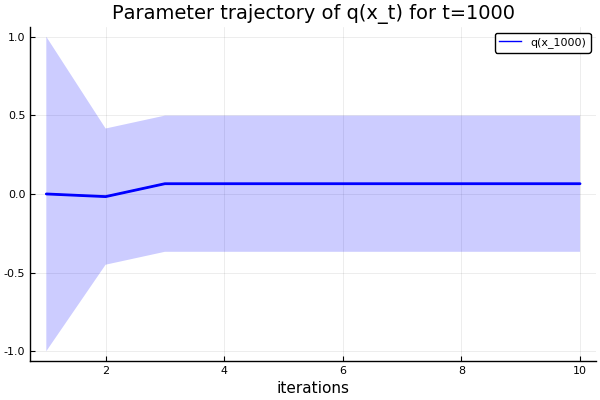 Parameter trajectory of q(x_t) for t=1000
q(x_1000)
1.0
0.5
0.0
-0.5
-1.0
2 4 6 8 10
iterations